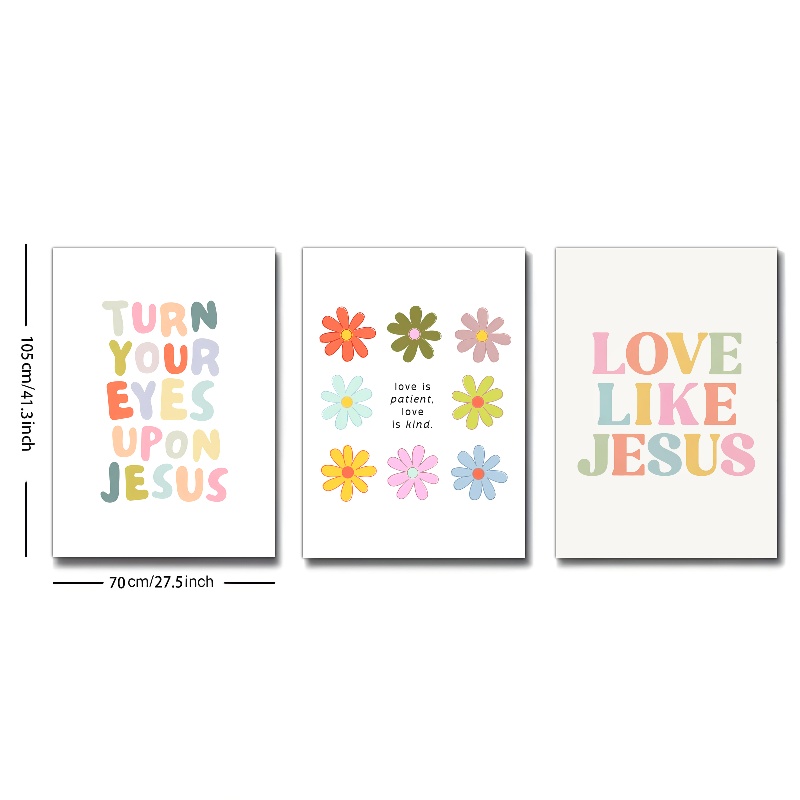 105cm/41.3inch
TURN
YOUR
EYES
UPON
JESUS
70cm/27.5inch
love is
patient,
love
is kind.
LOVE
LIKE
JESUS